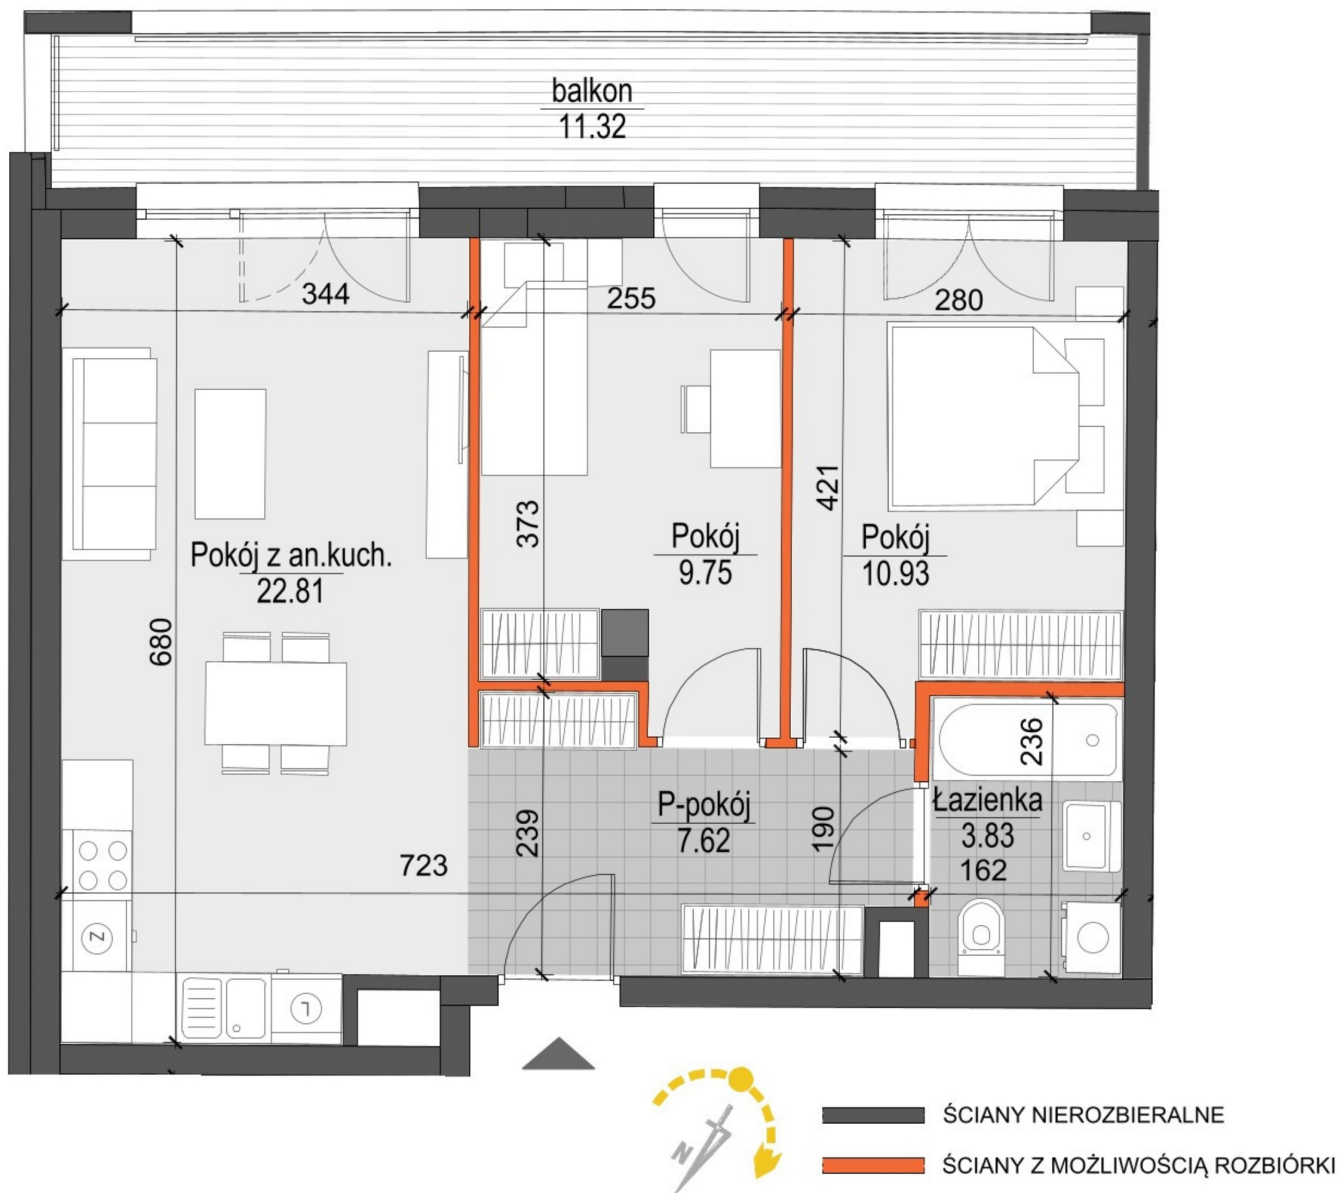 balkon
11.32
344
255
280
421
373
Pokój
9.75
Pokój
10.93
Pokój z an.kuch.
22.81
680
236
P-pokój
7.62
Łazienka
3.83
162
239
190
723
Z
L
N
ŚCIANY NIEROZBIERALNE
ŚCIANY Z MOŻLIWOŚCIĄ ROZBIÓRKI